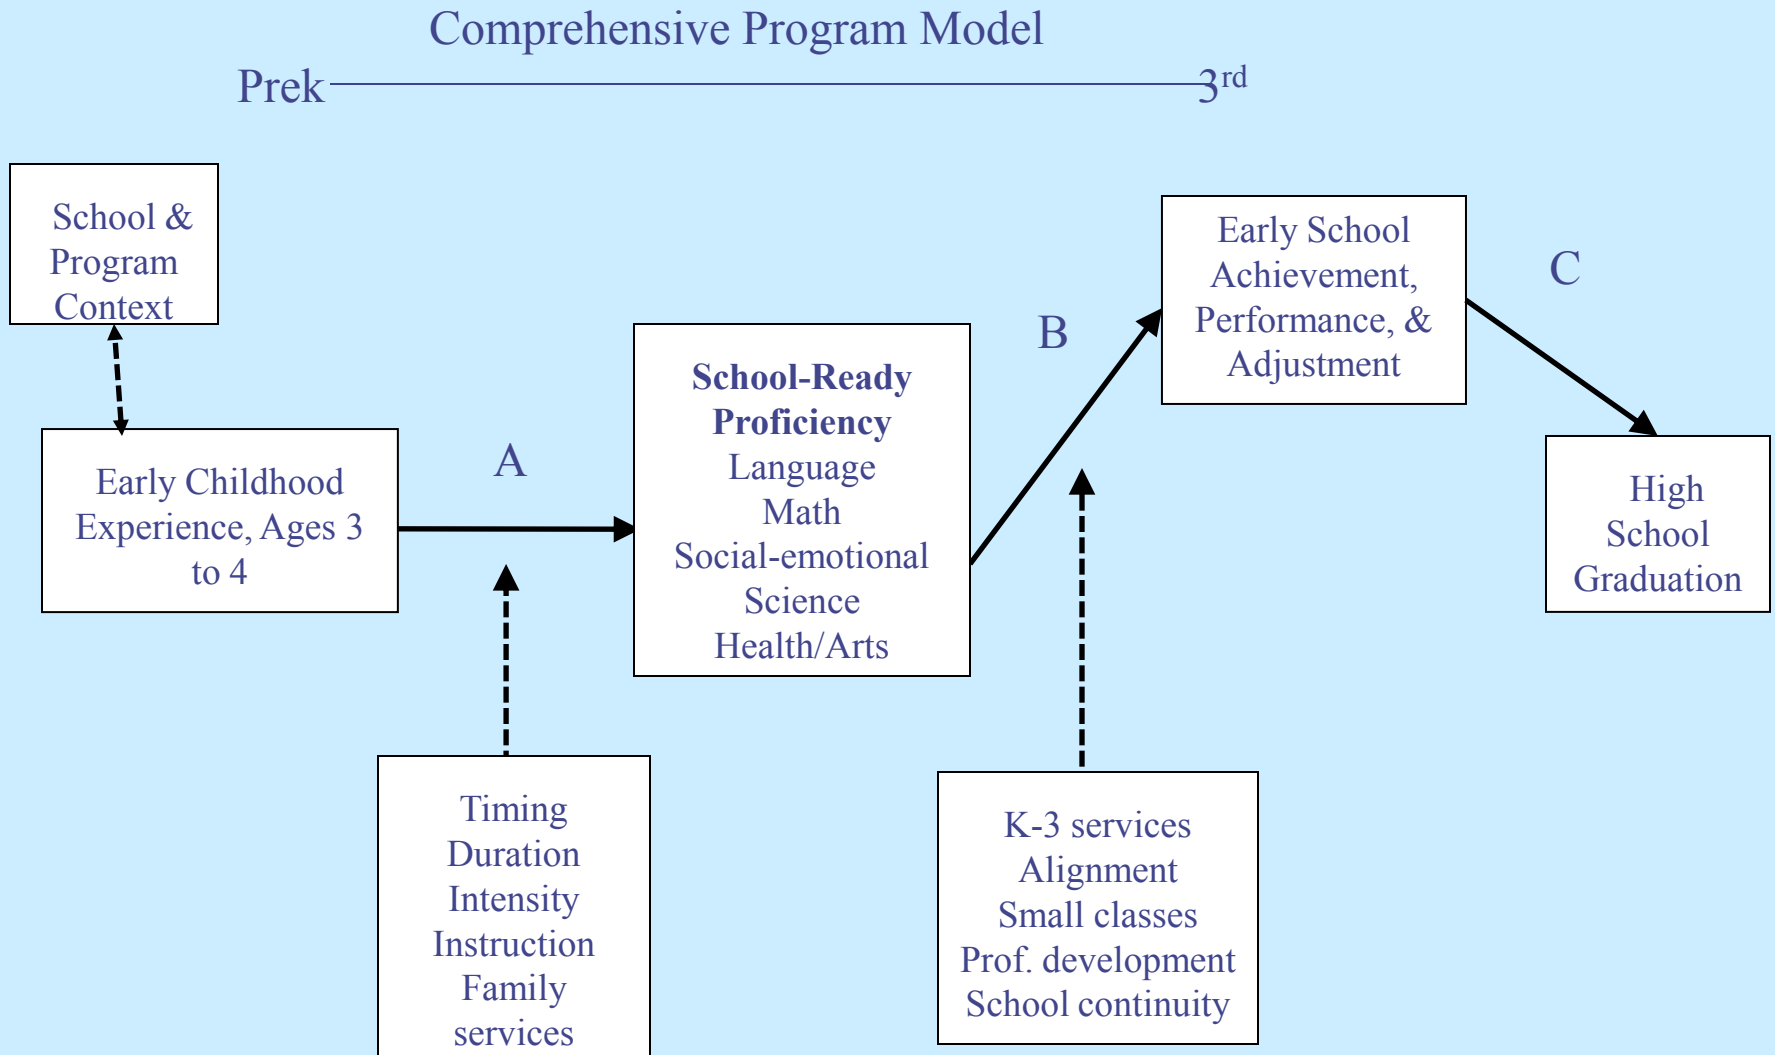 Comprehensive Program Model
Prek 3rd
School &
Program
Context
Early Childhood
Experience, Ages 3
to 4
A
School-Ready
Proficiency
Language
Math
Social-emotional
Science
Health/Arts
B
Early School
Achievement,
Performance, &
Adjustment
C
High
School
Graduation
Timing
Duration
Intensity
Instruction
Family
services
K-3 services
Alignment
Small classes
Prof. development
School continuity